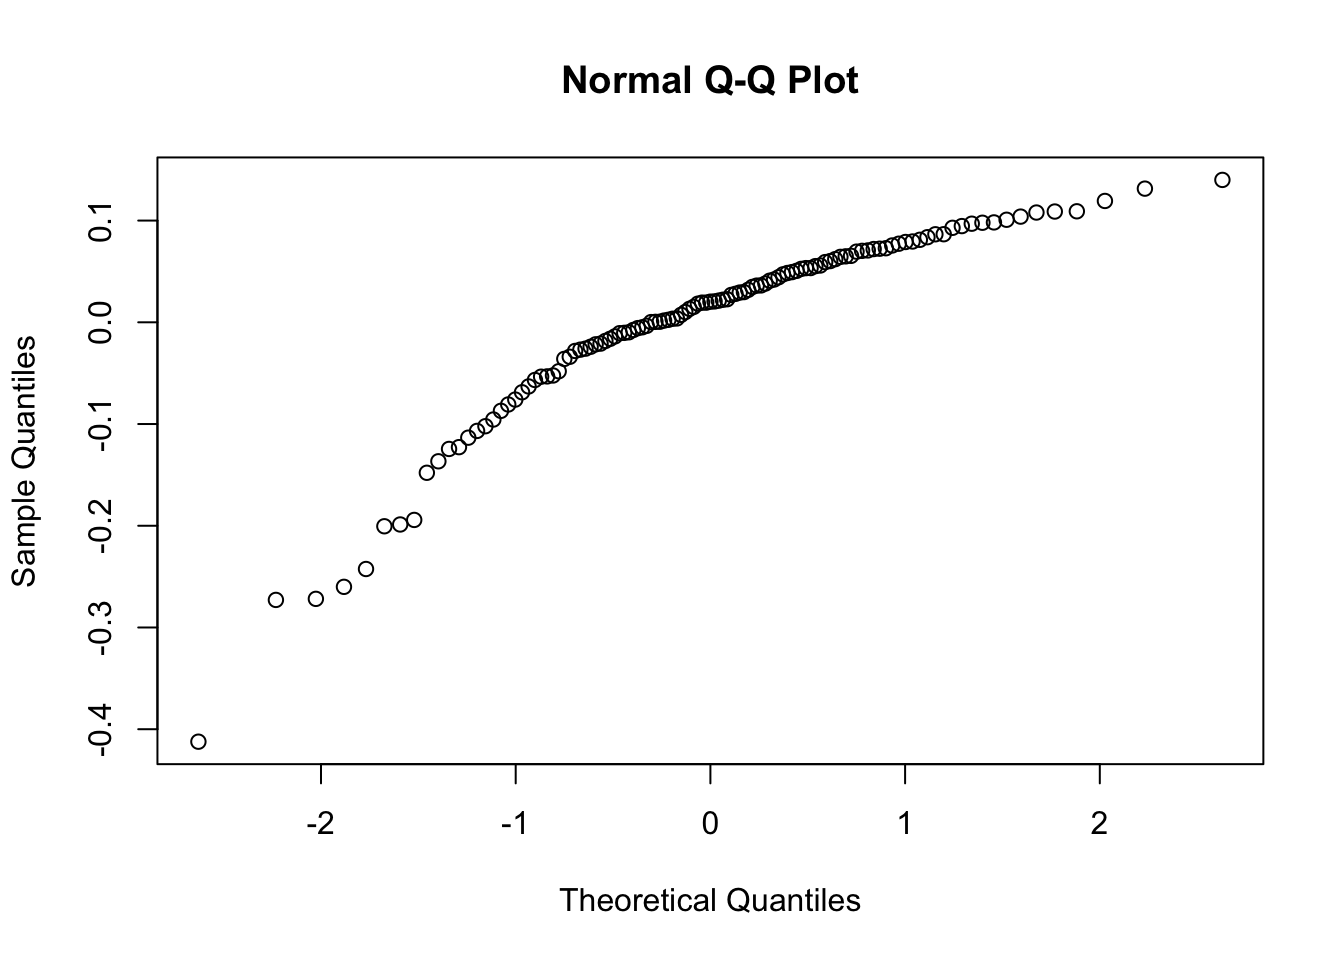 Normal Q-Q Plot
Sample Quantiles
0.1
0.0
-0.1
-0.2
-0.3
-0.4
-2 -1 0 1 2
Theoretical Quantiles